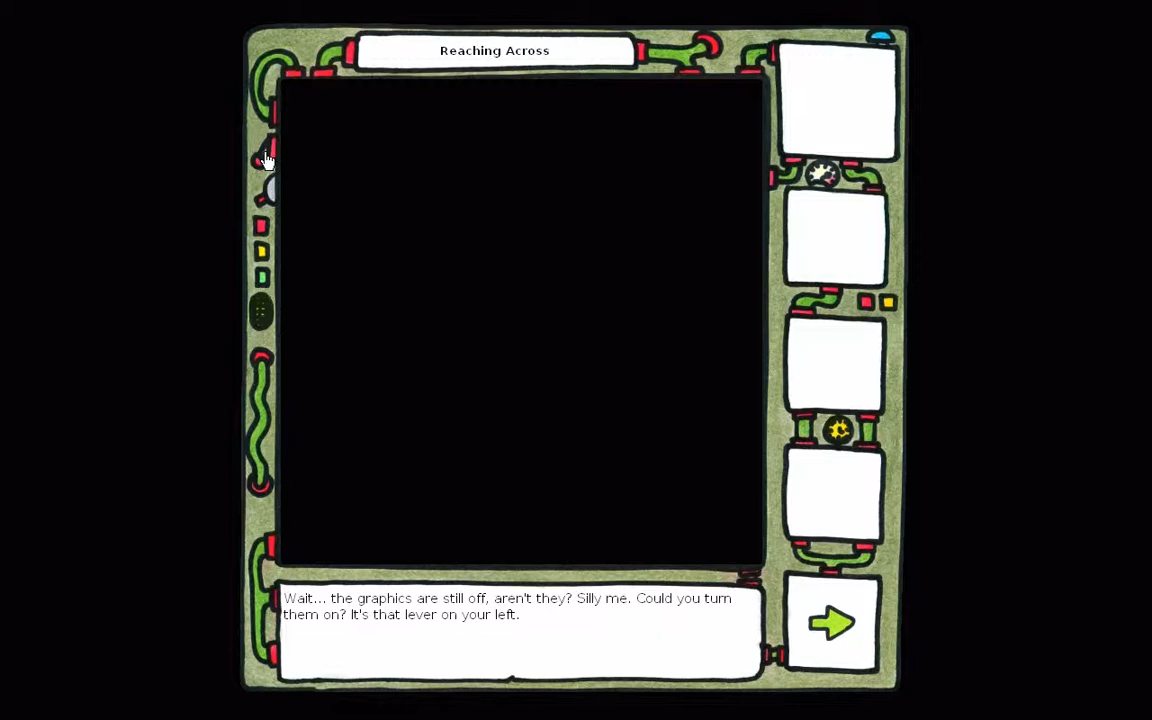 Reaching Across
Wait... the graphics are still off, aren't they? Silly me. Could you turn
them on? It's that lever on your left.